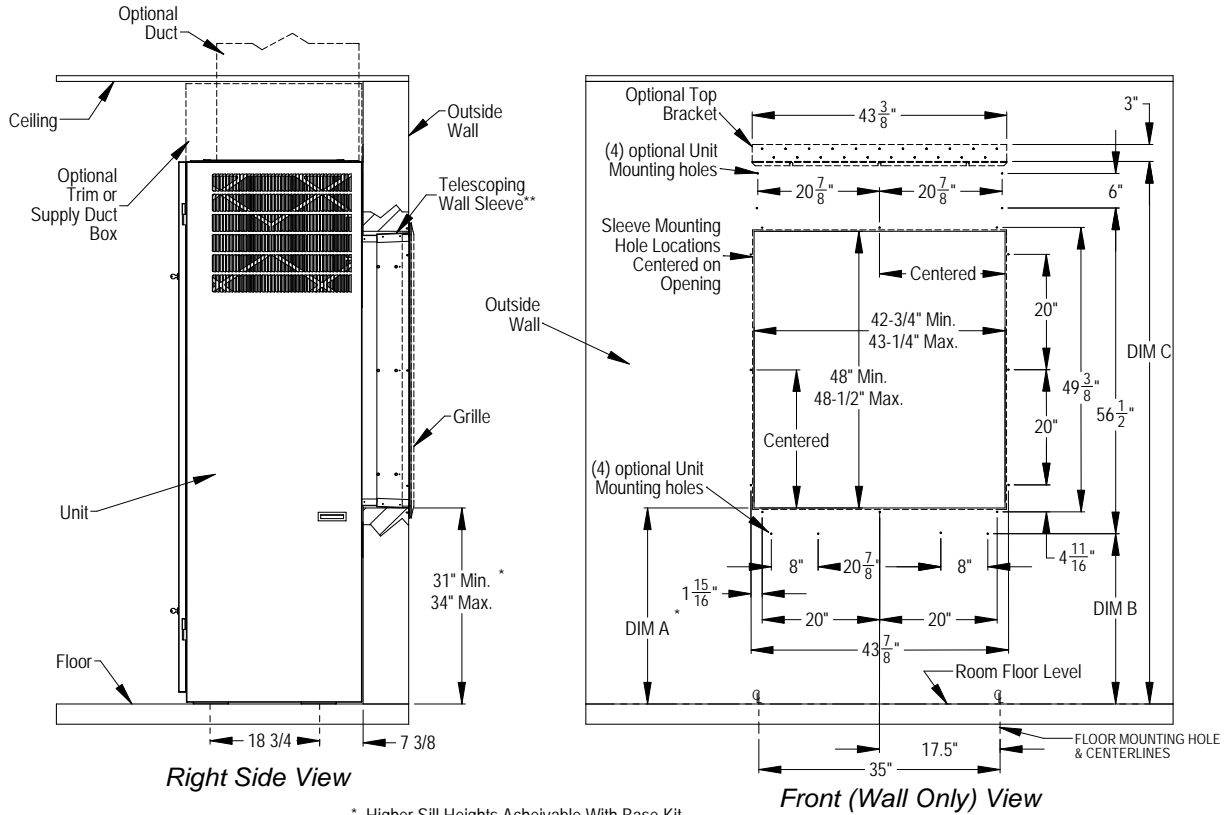 Optional
Duct
Ceiling
Outside
Wall
Optional
Trim or
Supply Duct
Box
Telescoping
Wall Sleeve**
Unit
Grille
31" Min. *
34" Max.
Floor
18 3/4
7 3/8
Right Side View
Optional Top
Bracket
43 3/8"
3"
(4) optional Unit
Mounting holes
20 7/8"
20 7/8"
6"
Sleeve Mounting
Hole Locations
Centered on
Opening
Centered
Outside
Wall
42-3/4" Min.
43-1/4" Max.
20"
DIM C
48" Min.
48-1/2" Max.
49 3/8"
56 1/2"
Centered
20"
(4) optional Unit
Mounting holes
8"
20 7/8"
8"
4 11/16"
1 15/16"
DIM A *
20"
20"
DIM B
43 7/8"
Room Floor Level
17.5"
35"
FLOOR MOUNTING HOLE
& CENTERLINES
Front (Wall Only) View
* Higher Sill Heights Acheivable With Base Kit